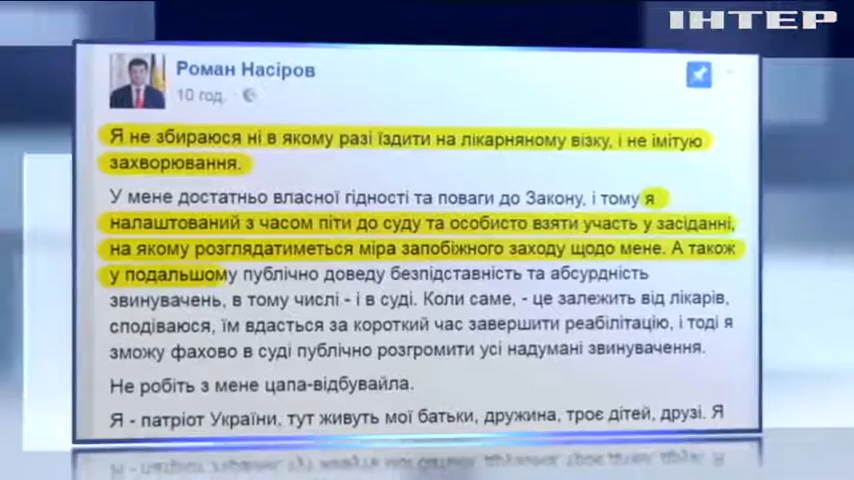 ІНТЕР
Роман Насіров
10 год.
Я не збираюся ні в якому разі їздити на лікарняному візку, і не імітую
захворювання.
У мене достатньо власної гідності та поваги до Закону, і тому я
налаштований з часом піти до суду та особисто взяти участь у засіданні,
на якому розглядатиметься міра запобіжного заходу щодо мене. А також
у подальшому публічно доведу безпідставність та абсурдність
звинувачень, в тому числі - і в суді. Коли саме, - це залежить від лікарів,
сподіваюся, їм вдасться за короткий час завершити реабілітацію, і тоді я
зможу фахово в суді публічно розгромити усі надумані звинувачення.
Не робіть з мене цапа-відбувайла.
Я - патріот України, тут живуть мої батьки, дружина, троє дітей, друзі. Я